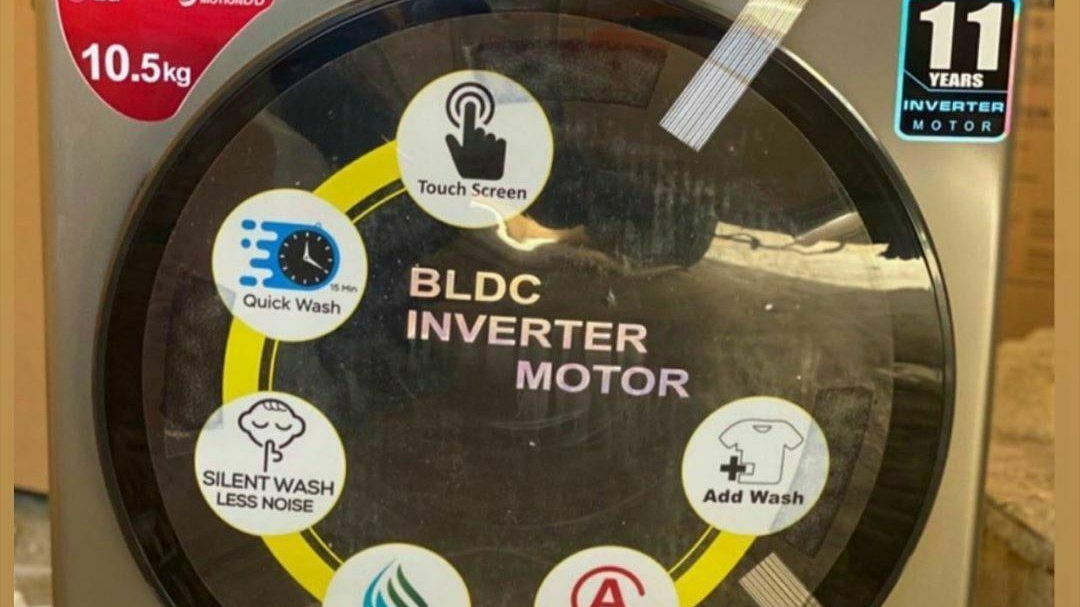 10.5kg
11
YEARS
INVERTER
MOTOR
Touch Screen
15 Min
Quick Wash
BLDC
INVERTER
MOTOR
SILENT WASH
LESS NOISE
Add Wash
A